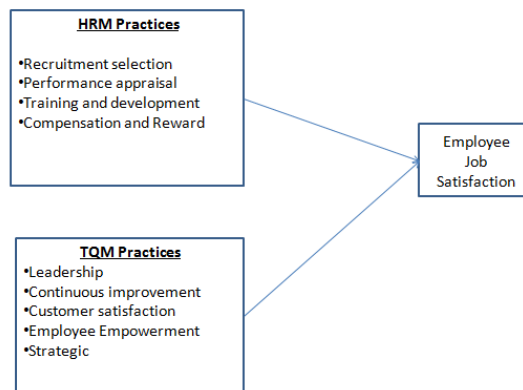 HRM Practices
•Recruitment selection
•Performance appraisal
•Training and development
•Compensation and Reward
Employee
Job
Satisfaction
TQM Practices
•Leadership
•Continuous improvement
•Customer satisfaction
•Employee Empowerment
•Strategic